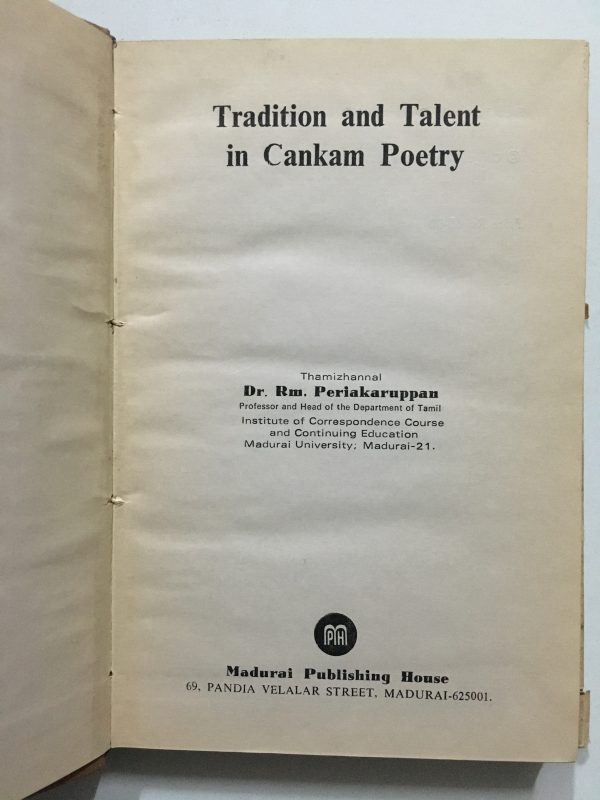 Tradition and Talent
in Cankam Poetry
Thamizhannal
Dr. Rm. Periakaruppan
Professor and Head of the Department of Tamil
Institute of Correspondence Course
and Continuing Education
Madurai University; Madurai-21.
MPH
Madurai Publishing House
69, PANDIA VELALAR STREET, MADURAI-625001.